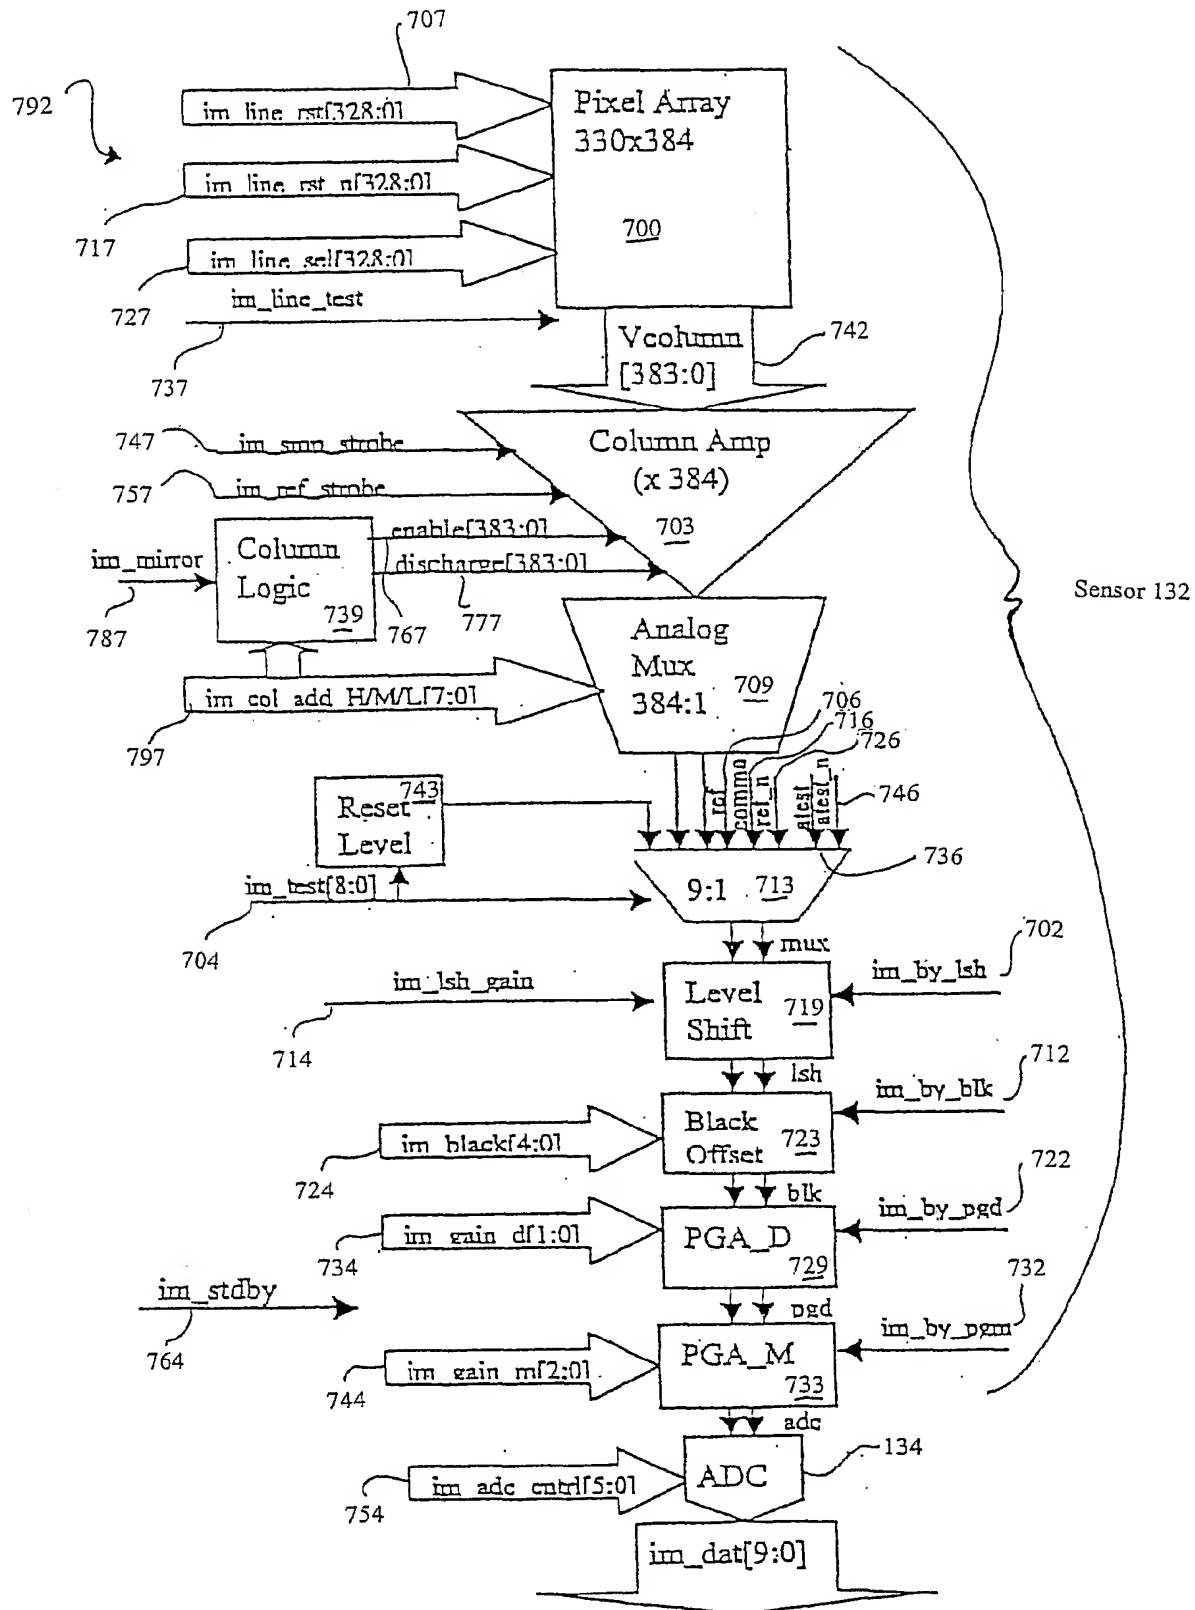 707
792
im_line_rst[328:0]
Pixel Array
330x384
im_line_rst_n[328:0]
717
700
im_line_sel[328:0]
727
im_line_test
737
Vcolumn
[383:0]
742
747
im_smp_strobe
Column Amp
(x 384)
757
im_ref_strobe
703
enable[383:0]
im_mirror
Column
Logic
discharge[383:0]
787
739
767
777
Sensor 132
Analog
Mux
384:1
709
im_col_add_H/M/L[7:0]
797
706
716
726
743
Reset
Level
ref
commo
ref_n
atest
atest_n
746
736
im_test[8:0]
9:1
713
704
mux
702
im_lsh_gain
im_by_lsh
Level
Shift
719
714
lsh
712
im_by_blk
im_black[4:0]
Black
Offset
723
724
blk
722
im_by_pgd
im_gain_d[1:0]
PGA_D
729
734
im_stdby
764
pgd
732
im_by_pgm
im_gain_m[2:0]
PGA_M
733
744
adc
134
im_adc_cntrl[5:0]
ADC
754
im_dat[9:0]